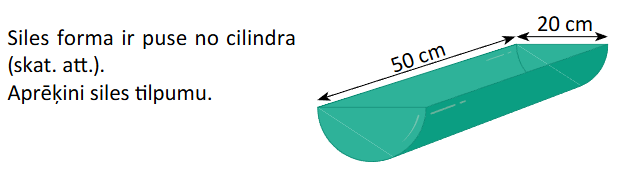 Siles forma ir puse no cilindra
(skat. att.).
Aprēķini siles tilpumu.
50 cm
20 cm